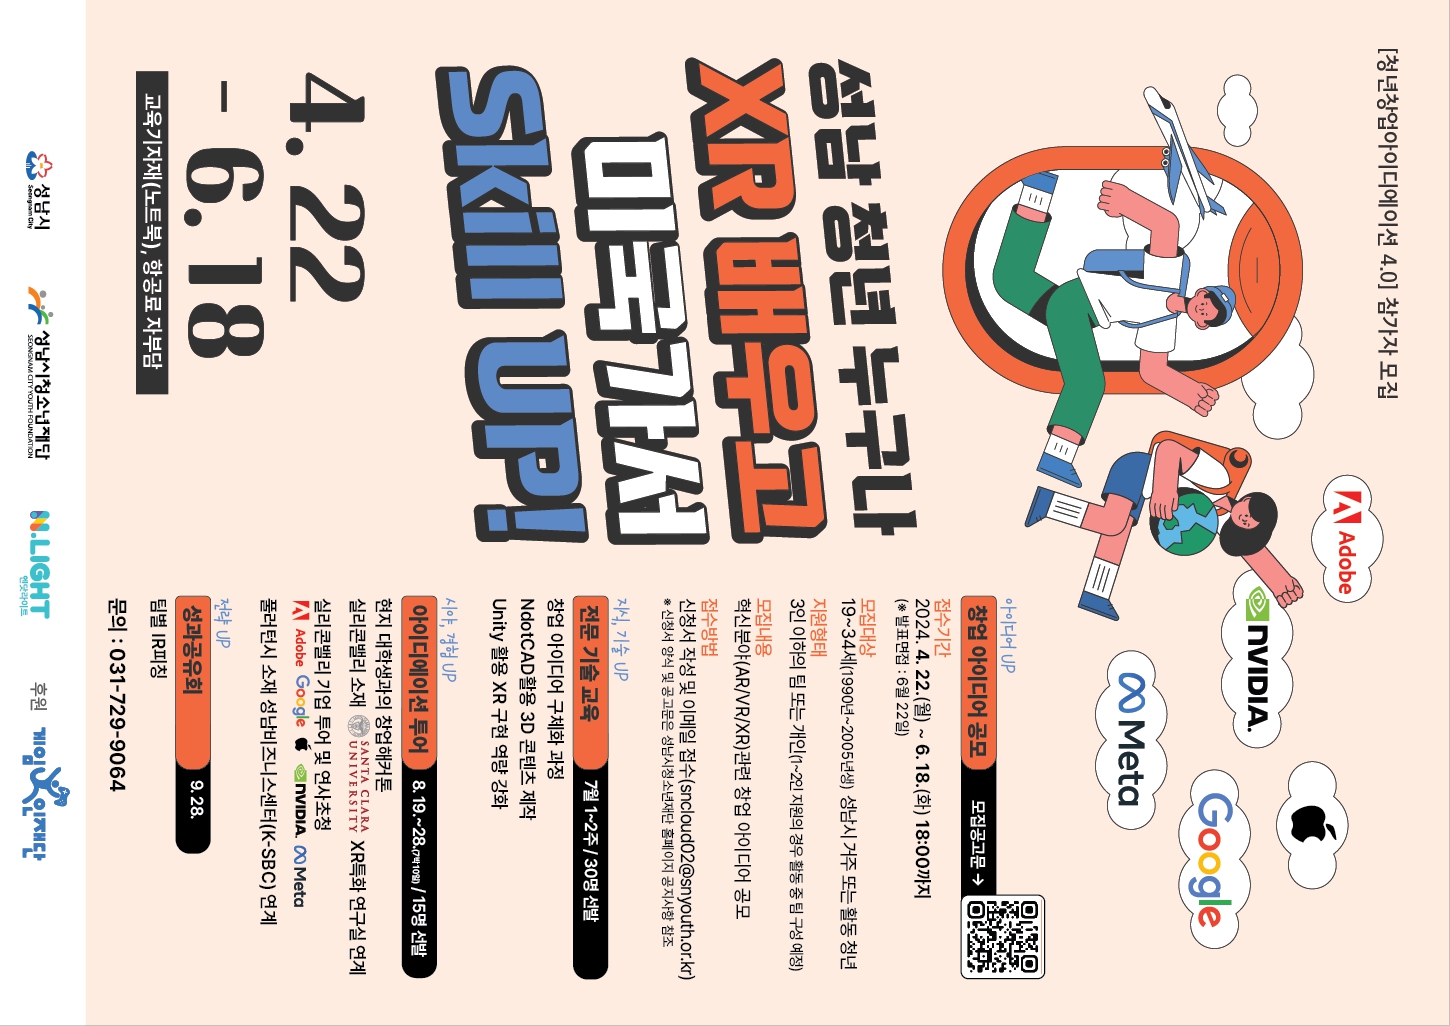 [청년창업아이디에이션 4.0] 참가자 모집
Adobe
NVIDIA.
Google
Meta
성남 청년 누구나
XR 배우고
미국가서
Skill UP!
4. 22
- 6. 18
교육기자재(노트북), 항공료 자부담
아이디어 UP
창업 아이디어 공모
모집공고문 →
접수기간
2024. 4. 22.(월) ~ 6. 18.(화) 18:00까지
(※ 발표면접 : 6월 22일)
모집대상
19~34세(1990년~2005년생) 성남시 거주 또는 활동 청년
지원형태
3인 이하의 팀 또는 개인(1~2인 지원의 경우 활동 중 팀 구성 예정)
모집내용
혁신분야(AR/VR/XR)관련 창업 아이디어 공모
접수방법
신청서 작성 및 이메일 접수(sncloud02@snyouth.or.kr)
※ 신청서 양식 및 공고문은 성남시청소년재단 홈페이지 공지사항 참조
지식, 기술 UP
전문 기술 교육 7월 1~2주 / 30명 선발
창업 아이디어 구체화 과정
NdotCAD활용 3D 콘텐츠 제작
Unity 활용 XR 구현 역량 강화
시야, 경험 UP
아이디에이션 투어 8. 19.~28.(7박10일) / 15명 선발
현지 대학생과의 창업해커톤
실리콘밸리 소재 SANTA CLARA UNIVERSITY XR특화 연구실 연계
실리콘밸리 기업 투어 및 연사초청
Adobe Google NVIDIA. Meta
풀러턴시 소재 성남비즈니스센터(K-SBC) 연계
전략 UP
성과공유회 9. 28.
팀별 IR피칭
문의 : 031-729-9064
성남시
Seongnam City
성남시청소년재단
SEONGNAM CITY YOUTH FOUNDATION
N.LIGHT
엔닷라이트
후원 게임인재단